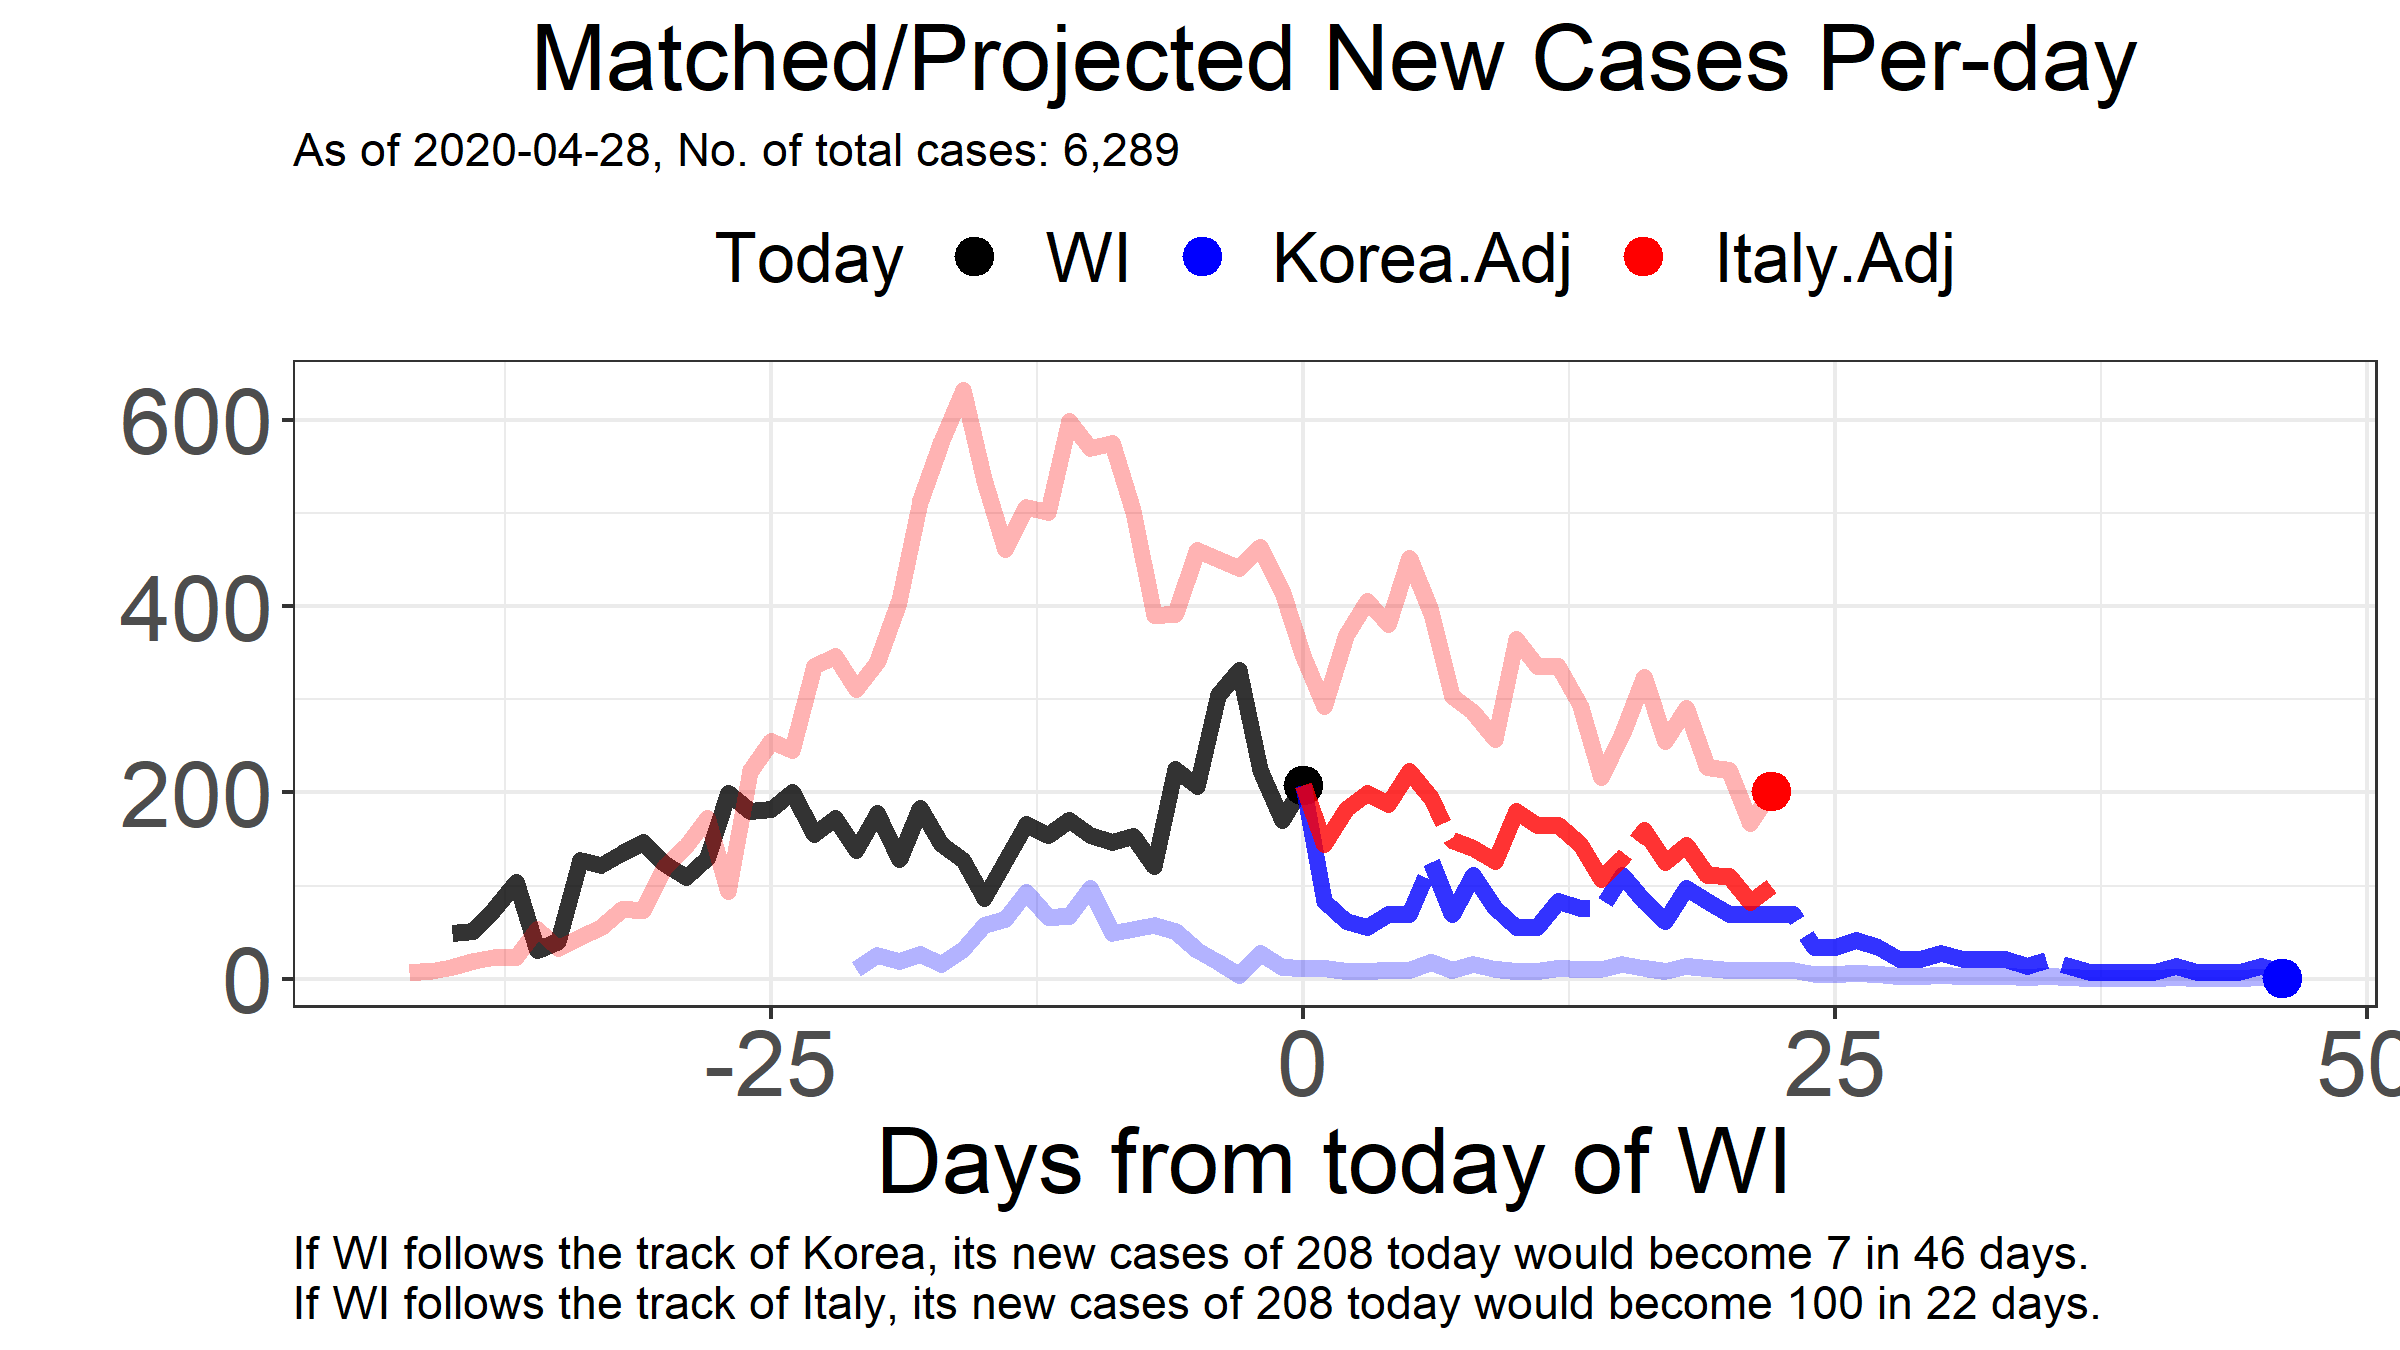 Matched/Projected New Cases Per-day
As of 2020-04-28, No. of total cases: 6,289
Today WI Korea.Adj Italy.Adj
600
400
200
0
-25 0 25 50
Days from today of WI
If WI follows the track of Korea, its new cases of 208 today would become 7 in 46 days.
If WI follows the track of Italy, its new cases of 208 today would become 100 in 22 days.